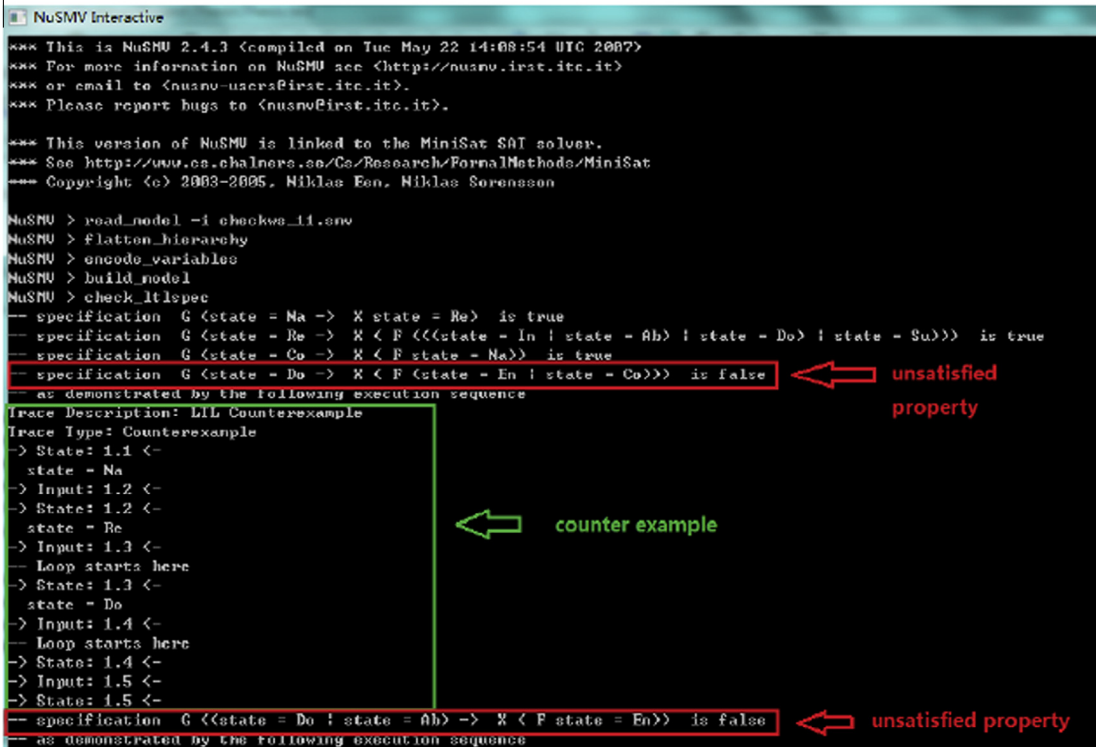 NuSMV Interactive
*** This is NuSMV 2.4.3 (compiled on Tue May 22 14:08:54 UTC 2007)
*** For more information on NuSMV see <http://nusmv.irst.itc.it>
*** or email to <nusmv-users@irst.itc.it>.
*** Please report bugs to <nusmv@irst.itc.it>.
*** This version of NuSMV is linked to the MiniSat SAT solver.
*** See http://www.cs.chalmers.se/Cs/Research/FormalMethods/MiniSat
*** Copyright (c) 2003-2005, Niklas Een, Niklas Sorensson
NuSMV > read_model -i checkws_11.smv
NuSMV > flatten_hierarchy
NuSMV > encode_variables
NuSMV > build_model
NuSMV > check_ltlspec
-- specification  G (state = Na ->  X state = Re)  is true
-- specification  G (state = Re ->  X ( F (((state = In | state = Ab) | state = Do) | state = Su)))  is true
-- specification  G (state = Co ->  X ( F state = Na))  is true
-- specification  G (state = Do ->  X ( F (state = En | state = Co)))  is false
unsatisfied
property
-- as demonstrated by the following execution sequence
Trace Description: LTL Counterexample
Trace Type: Counterexample
-> State: 1.1 <-
state = Na
-> Input: 1.2 <-
-> State: 1.2 <-
counter example
state = Re
-> Input: 1.3 <-
-- Loop starts here
-> State: 1.3 <-
state = Do
-> Input: 1.4 <-
-- Loop starts here
-> State: 1.4 <-
-> Input: 1.5 <-
-> State: 1.5 <-
-- specification  G ((state = Do | state = Ab) ->  X ( F state = En))  is false
unsatisfied property
-- as demonstrated by the following execution sequence